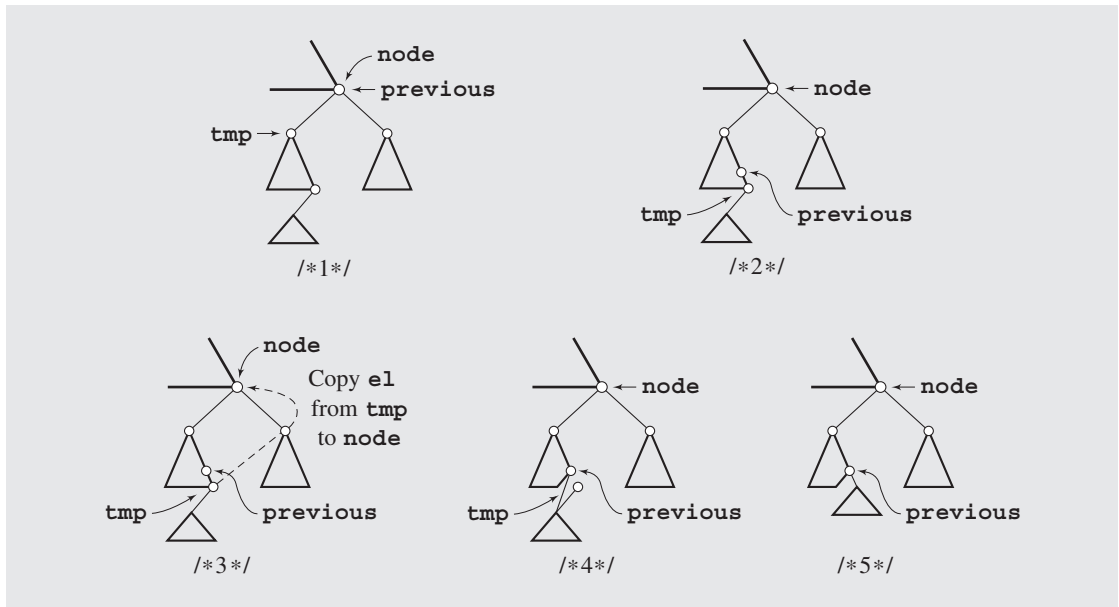 node
previous
tmp
/*1*/
node
tmp
previous
/*2*/
node
Copy el
from tmp
to node
tmp
previous
/*3*/
node
tmp
previous
/*4*/
node
previous
/*5*/